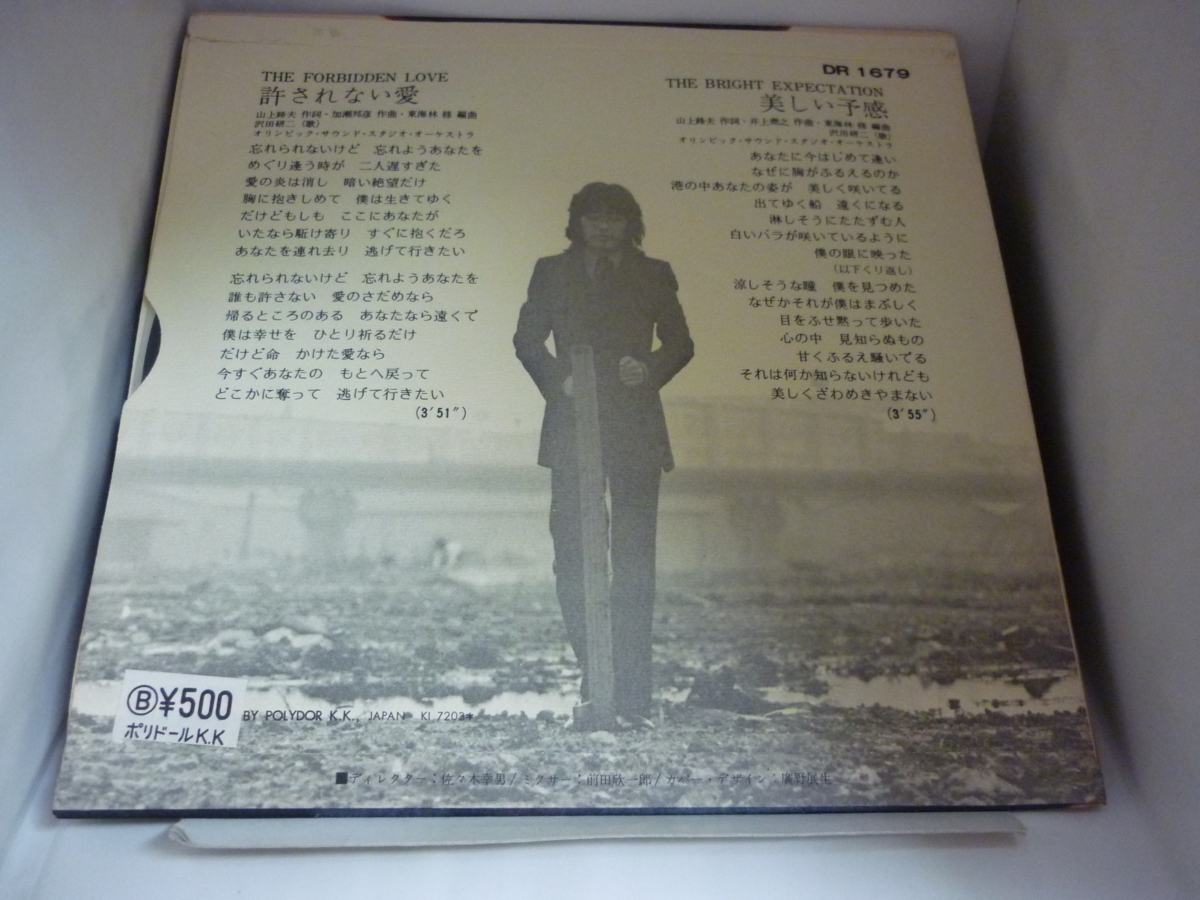 THE FORBIDDEN LOVE
許されない愛
山上路夫 作詞・加瀬邦彦 作曲・東海林 修 編曲
沢田研二(歌)
オリンピック・サウンド・スタジオ・オーケストラ
忘れられないけど 忘れようあなたを
めぐり逢う時が 二人遅すぎた
愛の炎は消し 暗い絶望だけ
胸に抱きしめて 僕は生きてゆく
だけどもしも ここにあなたが
いたなら駆け寄り すぐに抱くだろ
あなたを連れ去り 逃げて行きたい
忘れられないけど 忘れようあなたを
誰も許さない 愛のさだめなら
帰るところのある あなたなら遠くで
僕は幸せを ひとり祈るだけ
だけど命 かけた愛なら
今すぐあなたの もとへ戻って
どこかに奪って 逃げて行きたい
(3′51″)
DR 1679
THE BRIGHT EXPECTATION
美しい予感
山上路夫 作詞・井上堯之 作曲・東海林 修 編曲
沢田研二(歌)
オリンピック・サウンド・スタジオ・オーケストラ
あなたに今はじめて逢い
なぜに胸がふるえるのか
港の中あなたの姿が 美しく咲いてる
出てゆく船 遠くになる
淋しそうにたたずむ人
白いバラが咲いているように
僕の眼に映った
(以下くり返し)
涼しそうな瞳 僕を見つめた
なぜかそれが僕はまぶしく
目をふせ黙って歩いた
心の中 見知らぬもの
甘くふるえ騒いでる
それは何か知らないけれども
美しくざわめきやまない
(3′55″)
Ⓑ¥500
ポリドールK.K
BY POLYDOR K.K., JAPAN KI 7203*
■ディレクター:佐々木幸男/ミクサー:前田欣一郎/カバー・デザイン:廣野展生